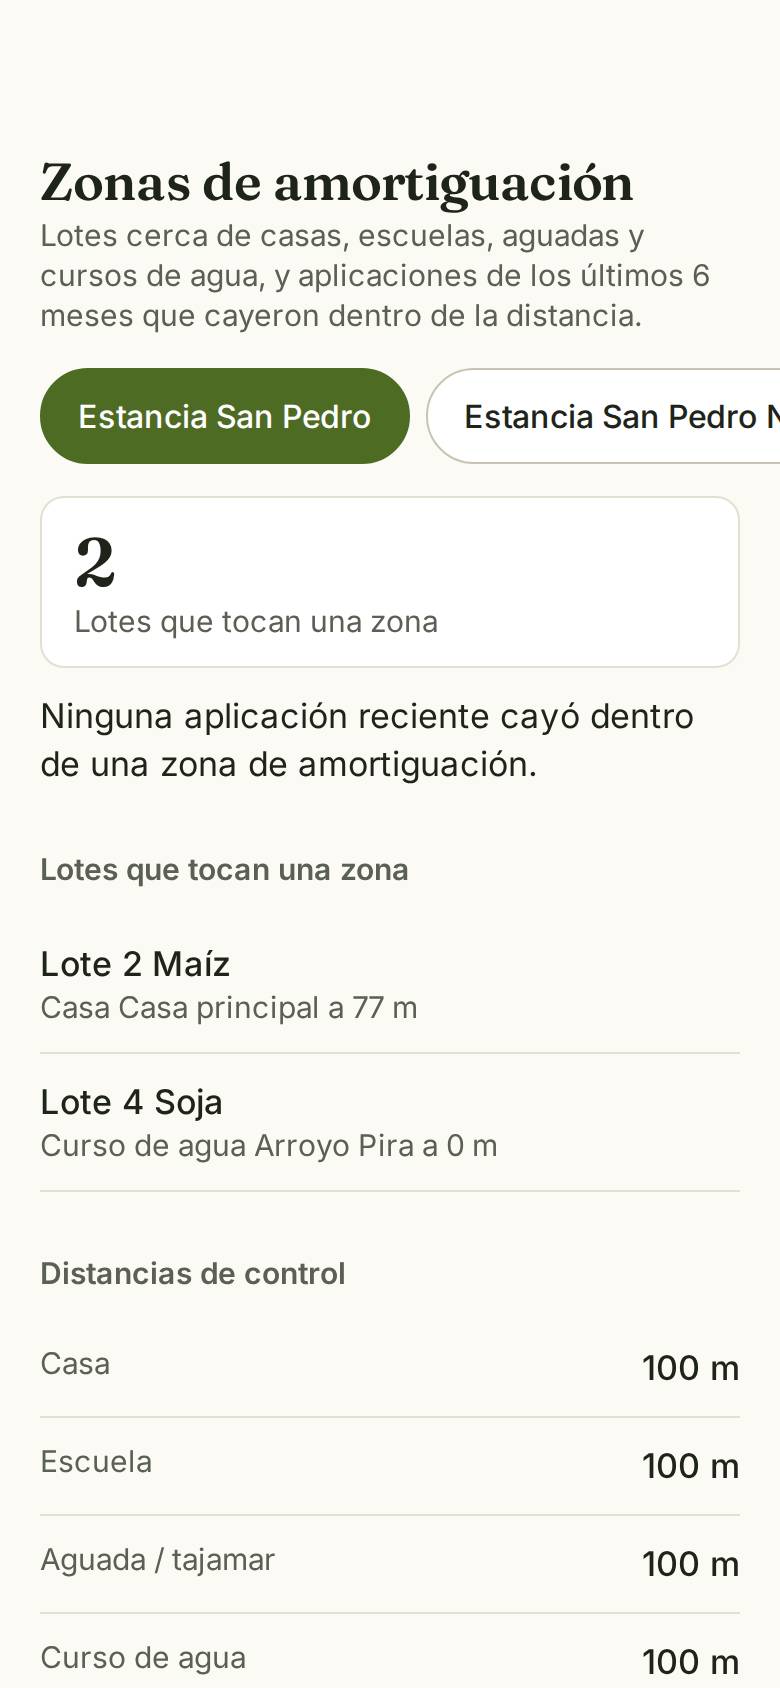 Zonas de amortiguación
Lotes cerca de casas, escuelas, aguadas y
cursos de agua, y aplicaciones de los últimos 6
meses que cayeron dentro de la distancia.
Estancia San Pedro
Estancia San Pedro N
2
Lotes que tocan una zona
Ninguna aplicación reciente cayó dentro
de una zona de amortiguación.
Lotes que tocan una zona
Lote 2 Maíz
Casa Casa principal a 77 m
Lote 4 Soja
Curso de agua Arroyo Pira a 0 m
Distancias de control
Casa 100 m
Escuela 100 m
Aguada / tajamar 100 m
Curso de agua 100 m